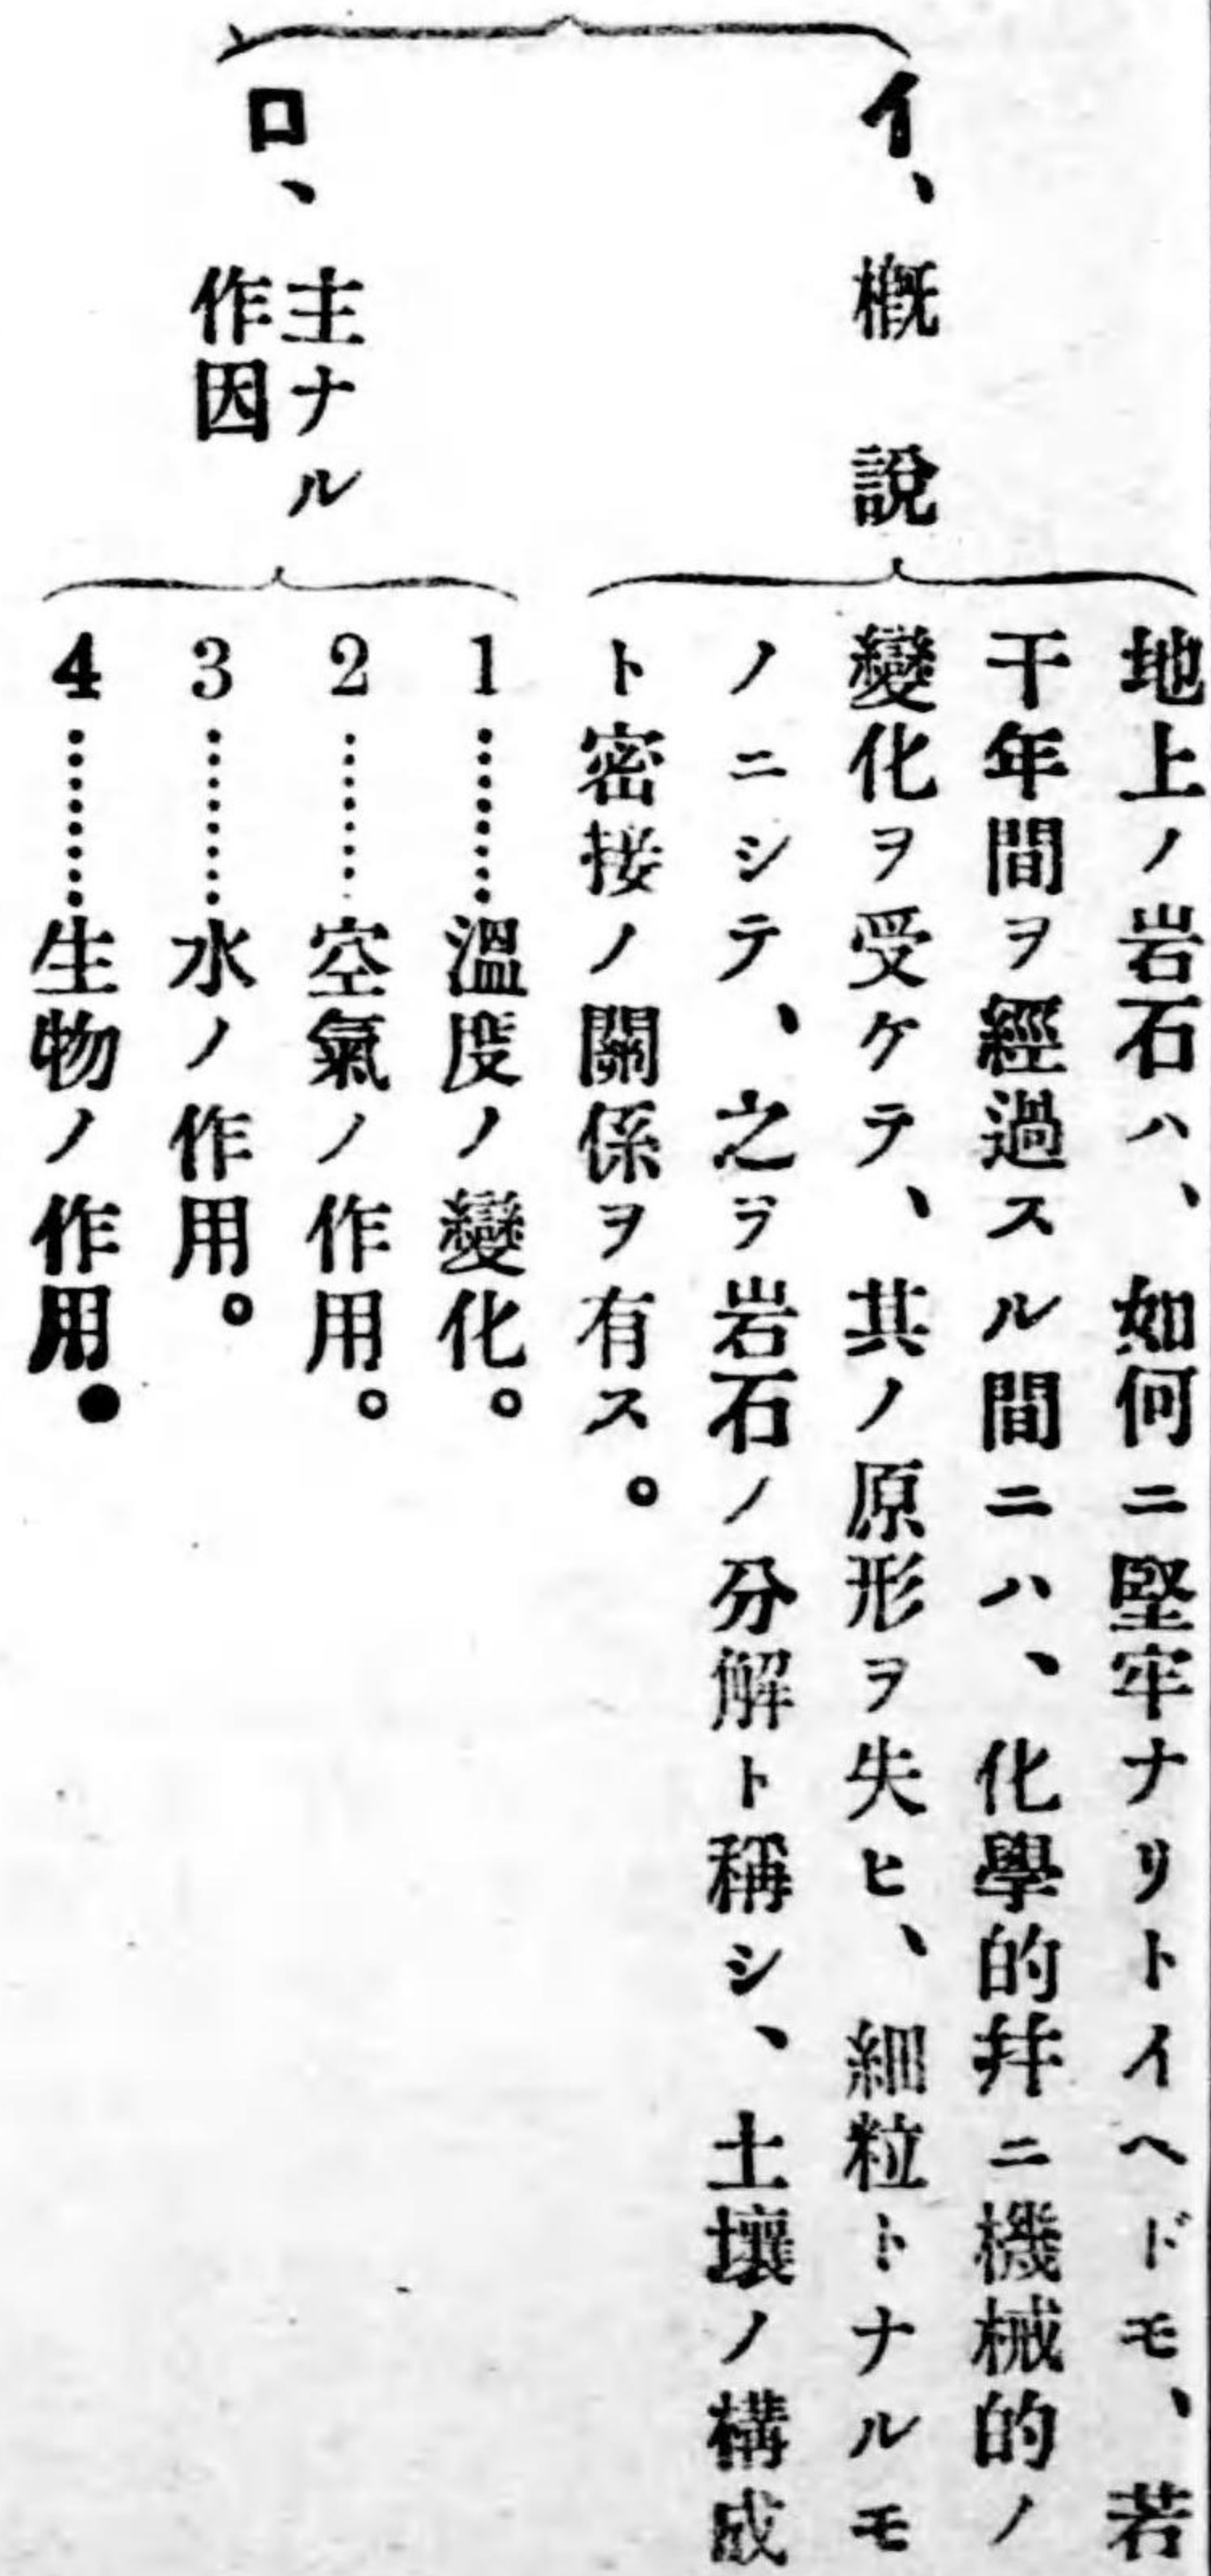 イ、概說
地上ノ岩石ハ、如何ニ堅牢ナリトイヘドモ、若
干年間ヲ經過スル間ニハ、化學的幷ニ機械的ノ
變化ヲ受ケテ、其ノ原形ヲ失ヒ、細粒トナルモ
ノニシテ、之ヲ岩石ノ分解ト稱シ、土壤ノ構成
ト密接ノ關係ヲ有ス。
ロ、主ナル
作因
1………溫度ノ變化。
2………空氣ノ作用。
3………水ノ作用。
4………生物ノ作用。